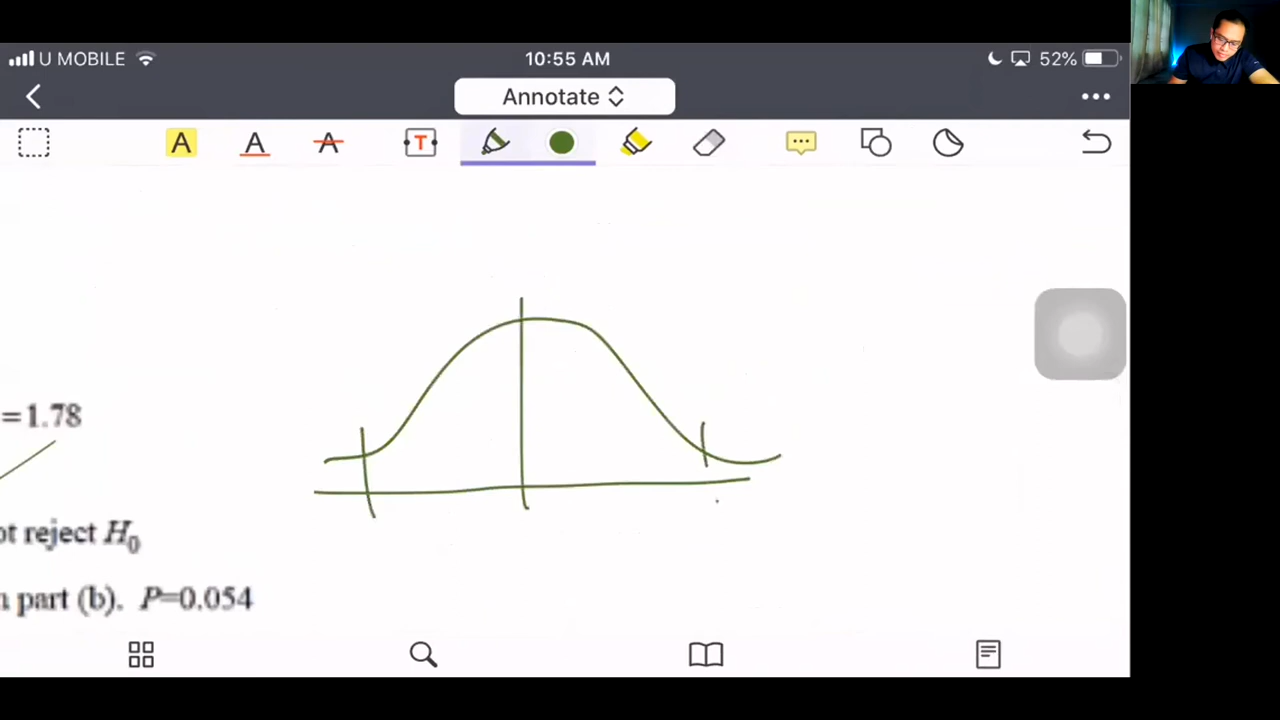 U MOBILE 10:55 AM 52%
Annotate
A A A T
=1.78
ot reject H₀
n part (b). P=0.054